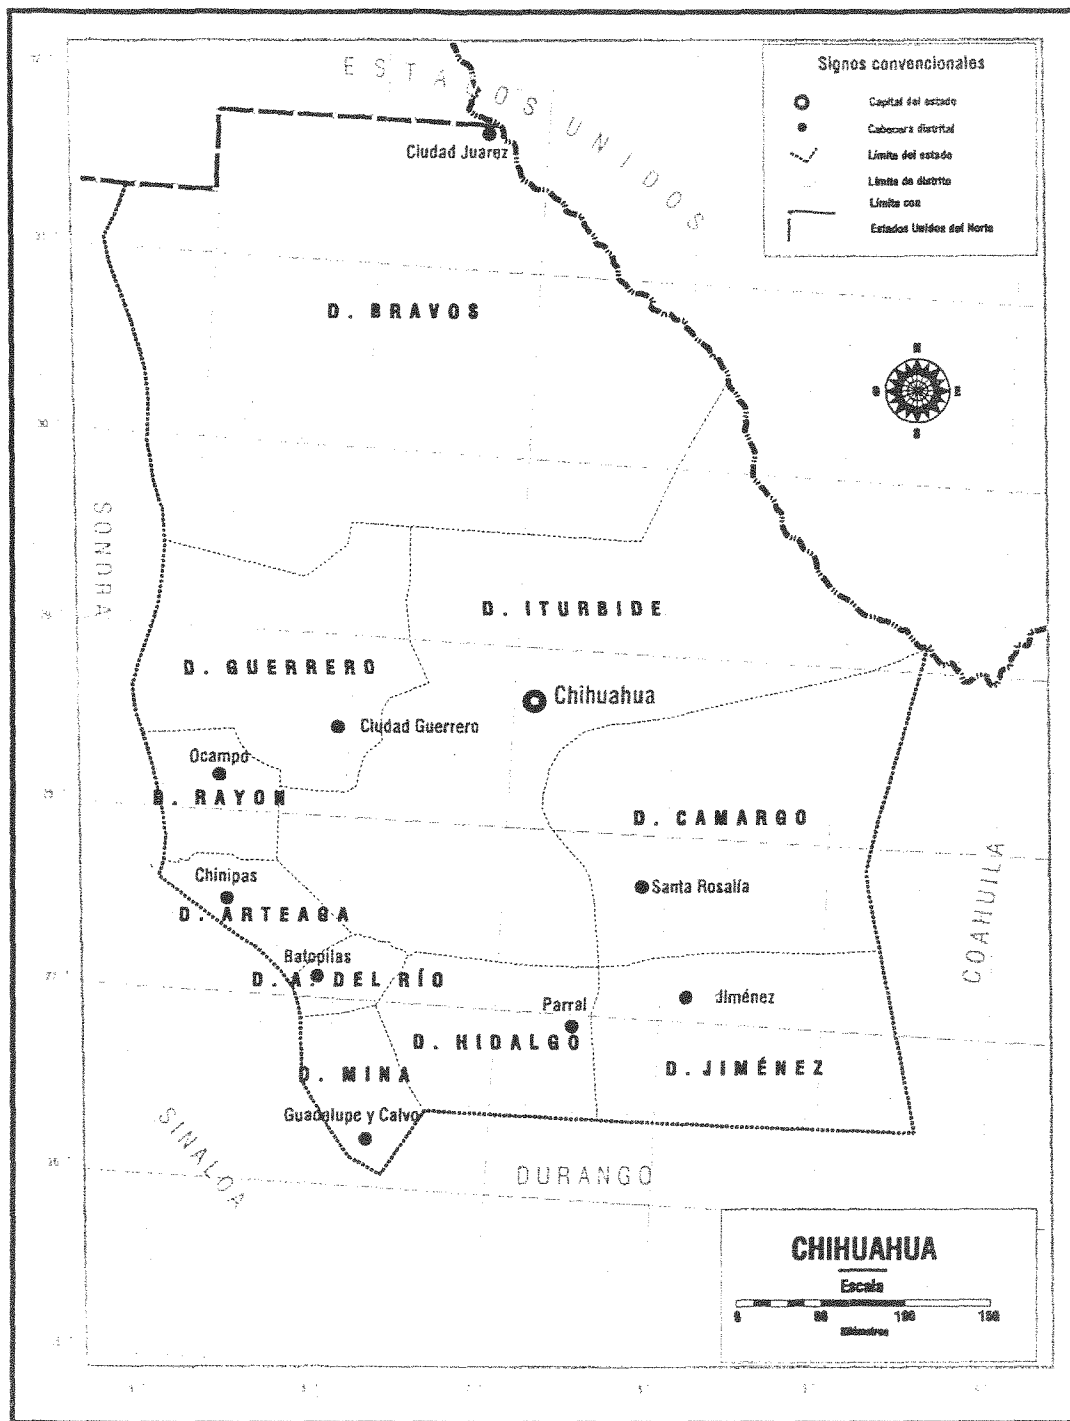 ESTADOS UNIDOS
Signos convencionales
Capital del estado
Cabecera distrital
Límite del estado
Límite de distrito
Límite con
Estados Unidos del Norte
Ciudad Juarez
D. BRAVOS
N
O
E
S
SONORA
D. ITURBIDE
D. GUERRERO
Chihuahua
Ciudad Guerrero
Ocampo
D. RAYON
D. CAMARGO
Chinipas
Santa Rosalía
D. ARTEAGA
COAHUILA
Batopilas
D. A. DEL RÍO
Jiménez
Parral
D. HIDALGO
D. JIMÉNEZ
D. MINA
Guadalupe y Calvo
SINALOA
DURANGO
CHIHUAHUA
Escala
0 50 100 150
Kilómetros